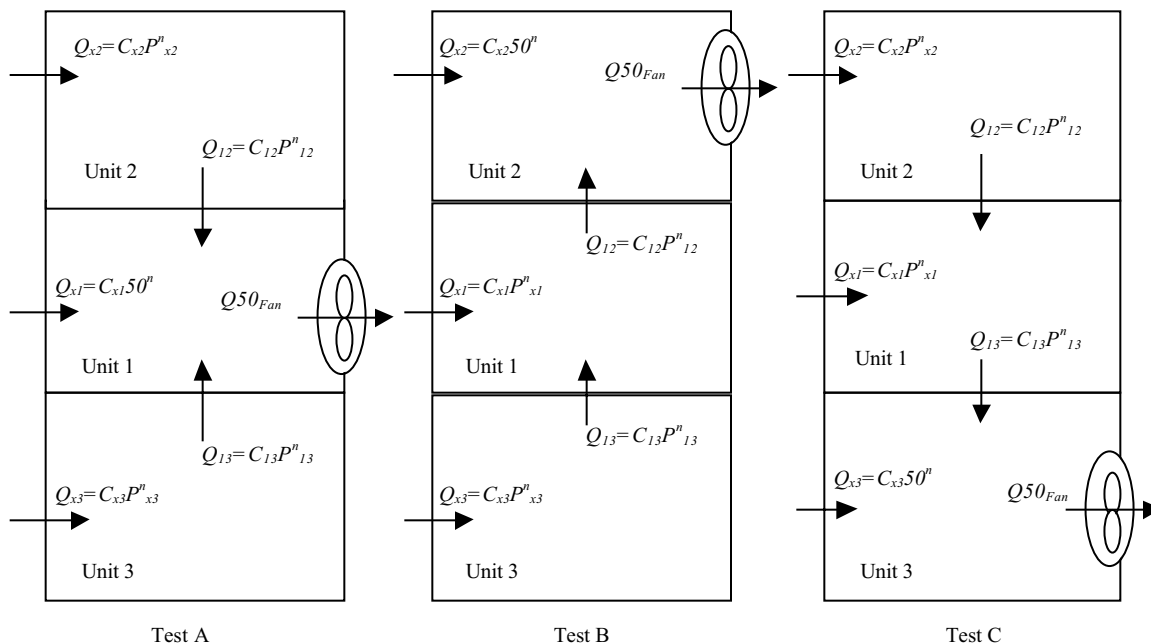 Qx2=Cx2Pnx2
Q12=C12Pn12
Unit 2
Qx1=Cx150n
Q50Fan
Unit 1
Q13=C13Pn13
Qx3=Cx3Pnx3
Unit 3
Test A
Qx2=Cx250n
Q50Fan
Unit 2
Q12=C12Pn12
Qx1=Cx1Pnx1
Unit 1
Q13=C13Pn13
Qx3=Cx3Pnx3
Unit 3
Test B
Qx2=Cx2Pnx2
Q12=C12Pn12
Unit 2
Qx1=Cx1Pnx1
Q13=C13Pn13
Unit 1
Qx3=Cx350n
Q50Fan
Unit 3
Test C